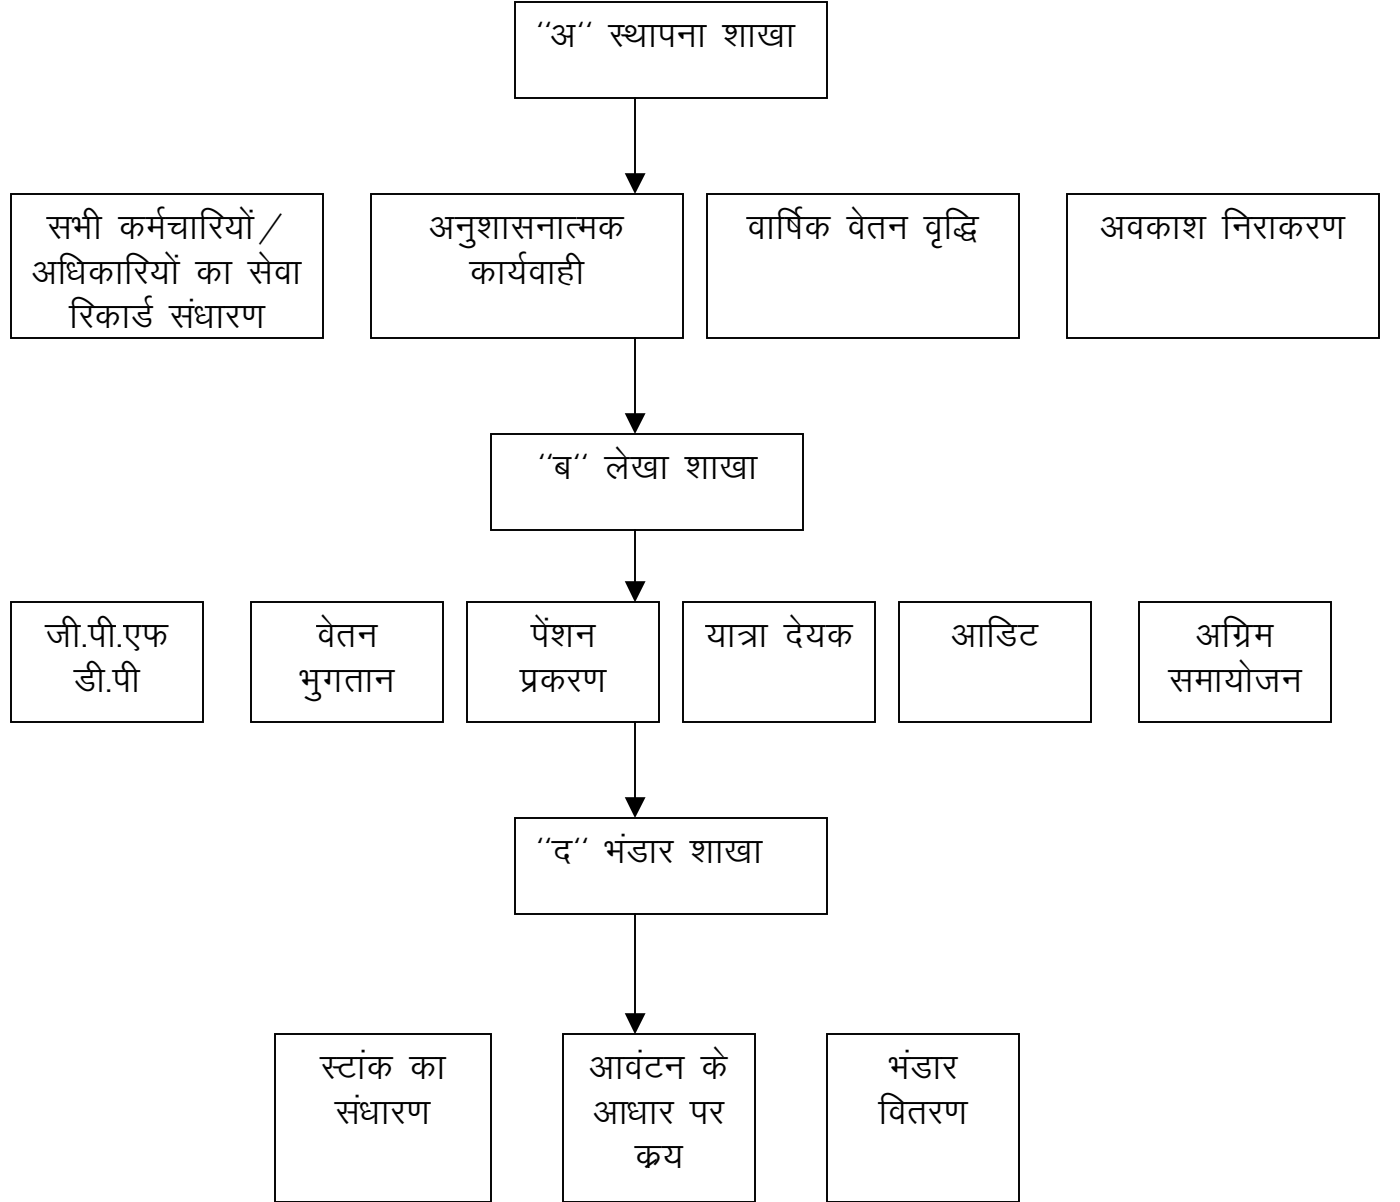 ‘‘अ‘‘ स्थापना शाखा
सभी कर्मचारियों/
अधिकारियों का सेवा
रिकार्ड संधारण
अनुशासनात्मक
कार्यवाही
वार्षिक वेतन वृद्धि
अवकाश निराकरण
‘‘ब‘‘ लेखा शाखा
जी.पी.एफ
डी.पी
वेतन
भुगतान
पेंशन
प्रकरण
यात्रा देयक
आडिट
अग्रिम
समायोजन
‘‘द‘‘ भंडार शाखा
स्टांक का
संधारण
आवंटन के
आधार पर
क्रय
भंडार
वितरण